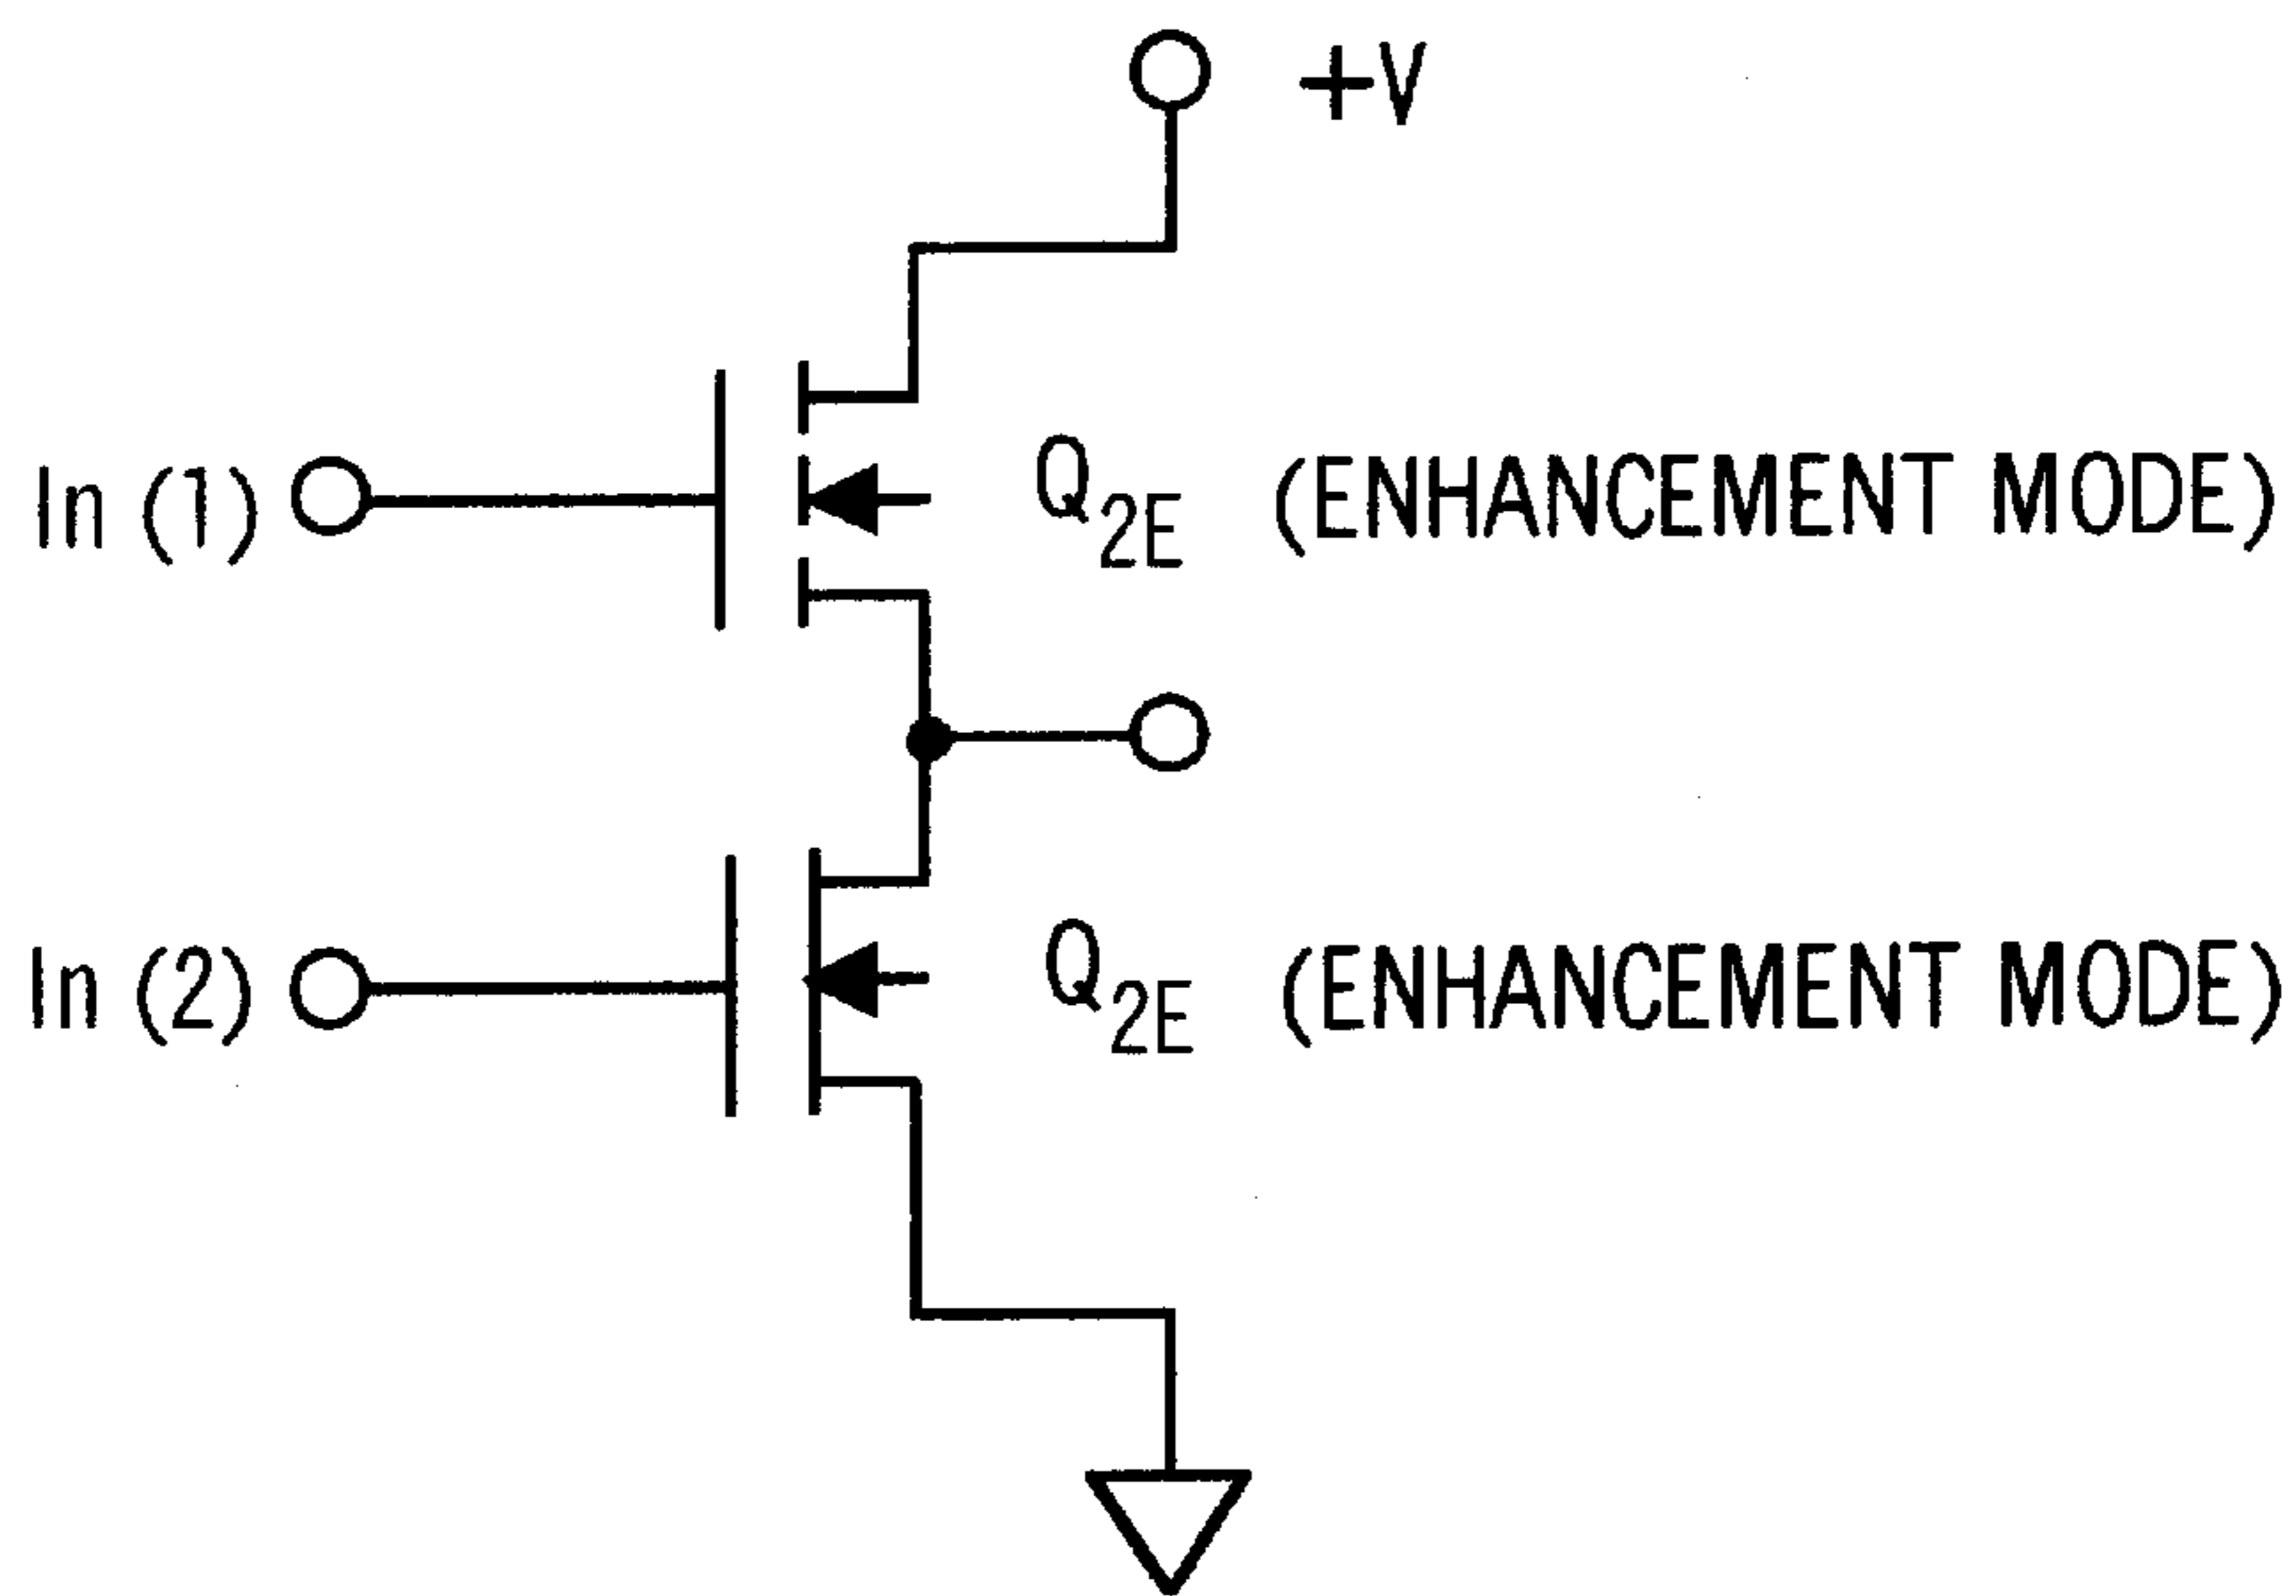 +V
In (1) Q2E (ENHANCEMENT MODE)
In (2) Q2E (ENHANCEMENT MODE)